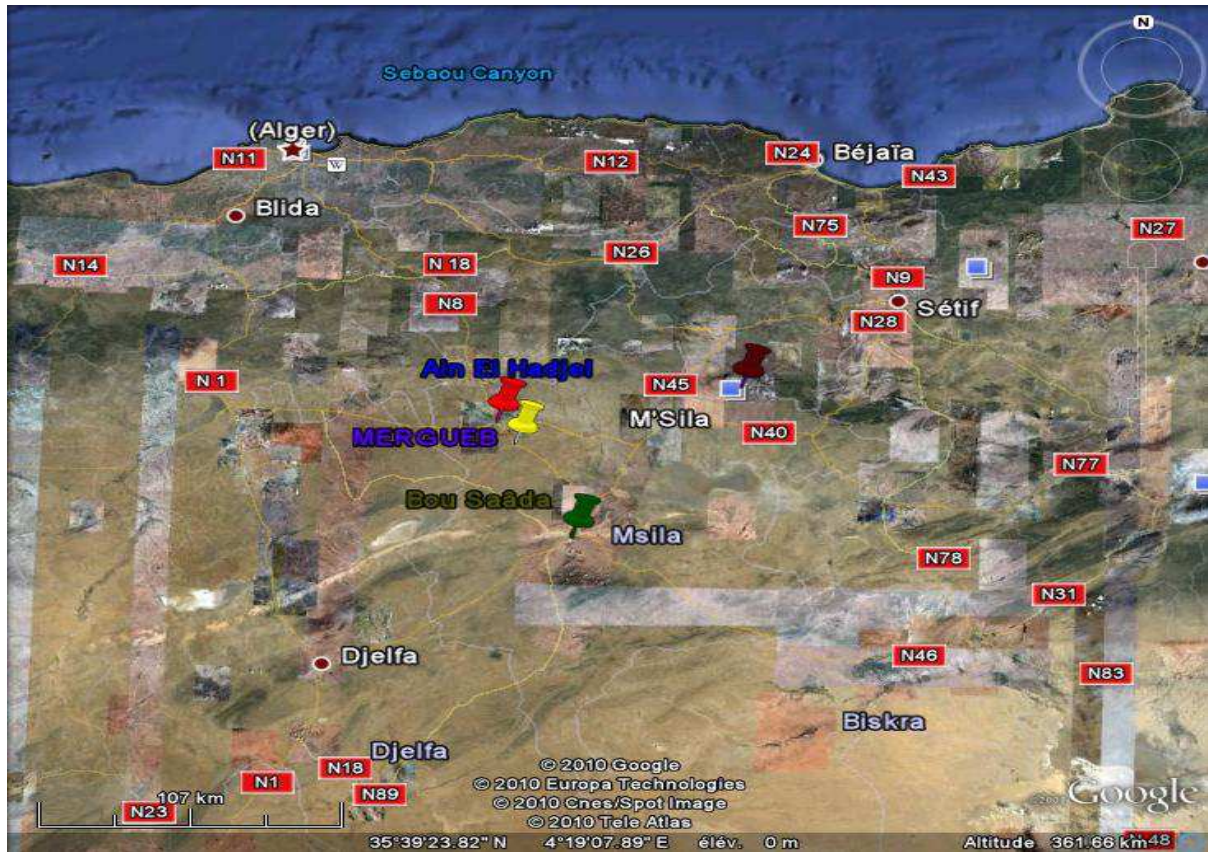 N
Sebaou Canyon
(Alger)
N11
W
N12
N24
Béjaïa
N43
Blida
N75
N27
N14
N 18
N26
N9
N8
Sétif
N28
Ain El Hadjel
N 1
N45
M'Sila
MERGUEB
N40
N77
Bou Saâda
Msila
N78
N31
Djelfa
N46
N83
Biskra
Djelfa
N18
N1
N89
107 km
N23
© 2010 Google
© 2010 Europa Technologies
© 2010 Cnes/Spot Image
© 2010 Tele Atlas
Google
35°39'23.82" N 4°19'07.89" E élév. 0 m Altitude 361.66 km